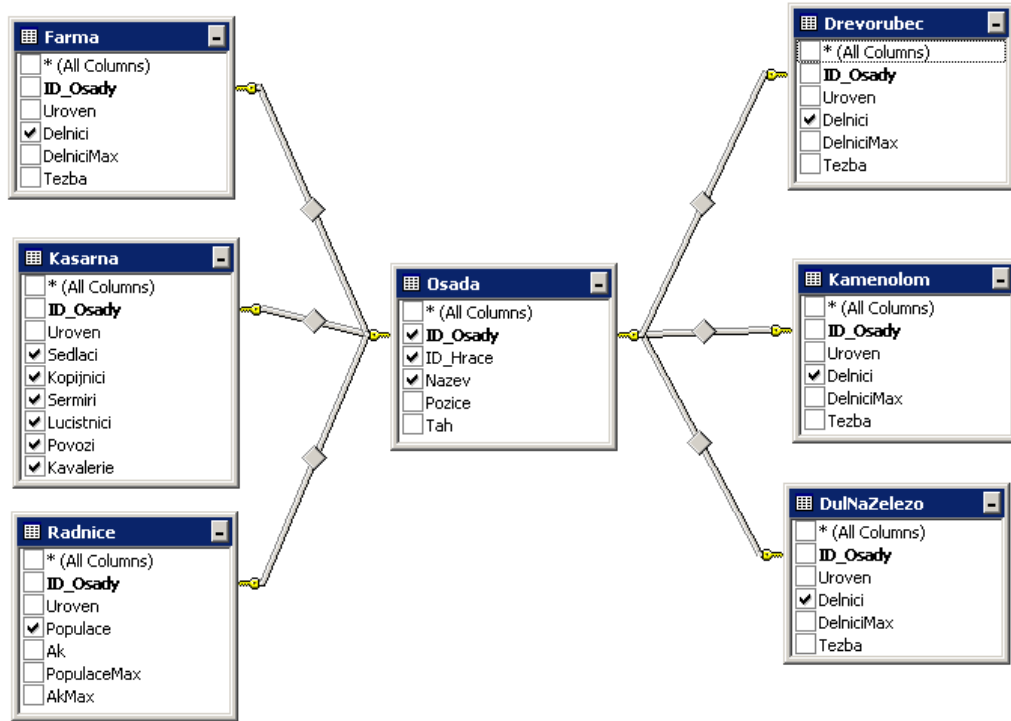 Farma
* (All Columns)
ID_Osady
Uroven
Delnici
DelniciMax
Tezba
Kasarna
* (All Columns)
ID_Osady
Uroven
Sedlaci
Kopijnici
Sermiri
Lucistnici
Povozi
Kavalerie
Radnice
* (All Columns)
ID_Osady
Uroven
Populace
Ak
PopulaceMax
AkMax
Osada
* (All Columns)
ID_Osady
ID_Hrace
Nazev
Pozice
Tah
Drevorubec
* (All Columns)
ID_Osady
Uroven
Delnici
DelniciMax
Tezba
Kamenolom
* (All Columns)
ID_Osady
Uroven
Delnici
DelniciMax
Tezba
DulNaZelezo
* (All Columns)
ID_Osady
Uroven
Delnici
DelniciMax
Tezba